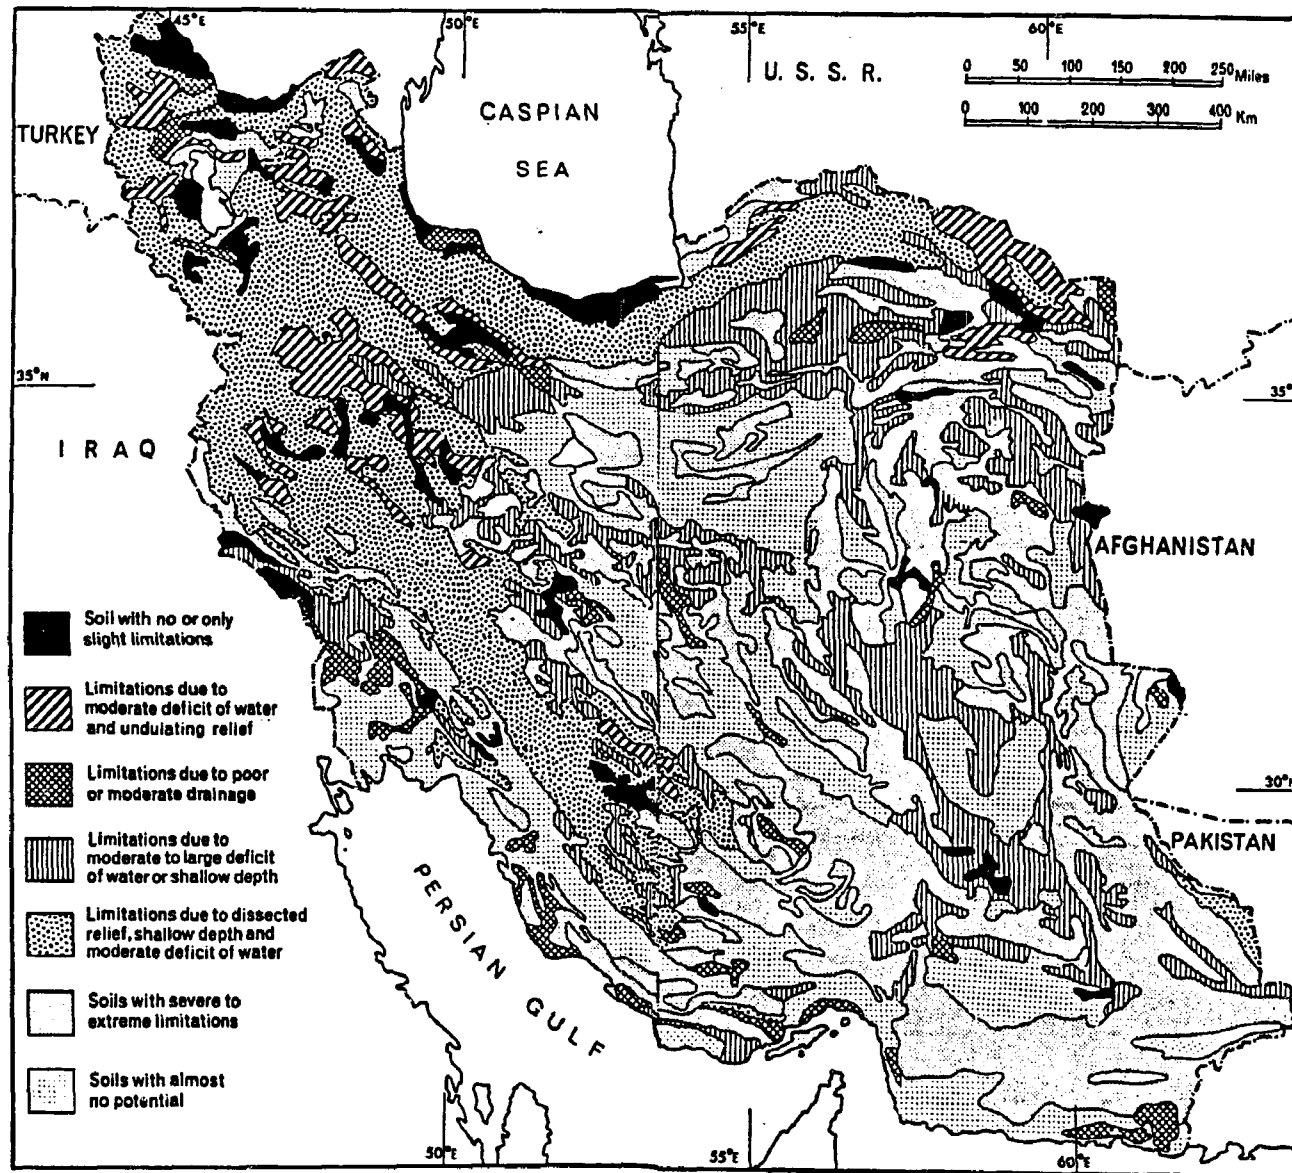 45°E
50°E
55°E
60°E
U. S. S. R.
0 50 100 150 200 250 Miles
0 100 200 300 400 Km
CASPIAN
SEA
TURKEY
35°N
35°
IRAQ
AFGHANISTAN
Soil with no or only
slight limitations
Limitations due to
moderate deficit of water
and undulating relief
Limitations due to poor
or moderate drainage
Limitations due to
moderate to large deficit
of water or shallow depth
Limitations due to dissected
relief, shallow depth and
moderate deficit of water
Soils with severe to
extreme limitations
Soils with almost
no potential
30°N
PAKISTAN
PERSIAN GULF
50°E
55°E
60°E